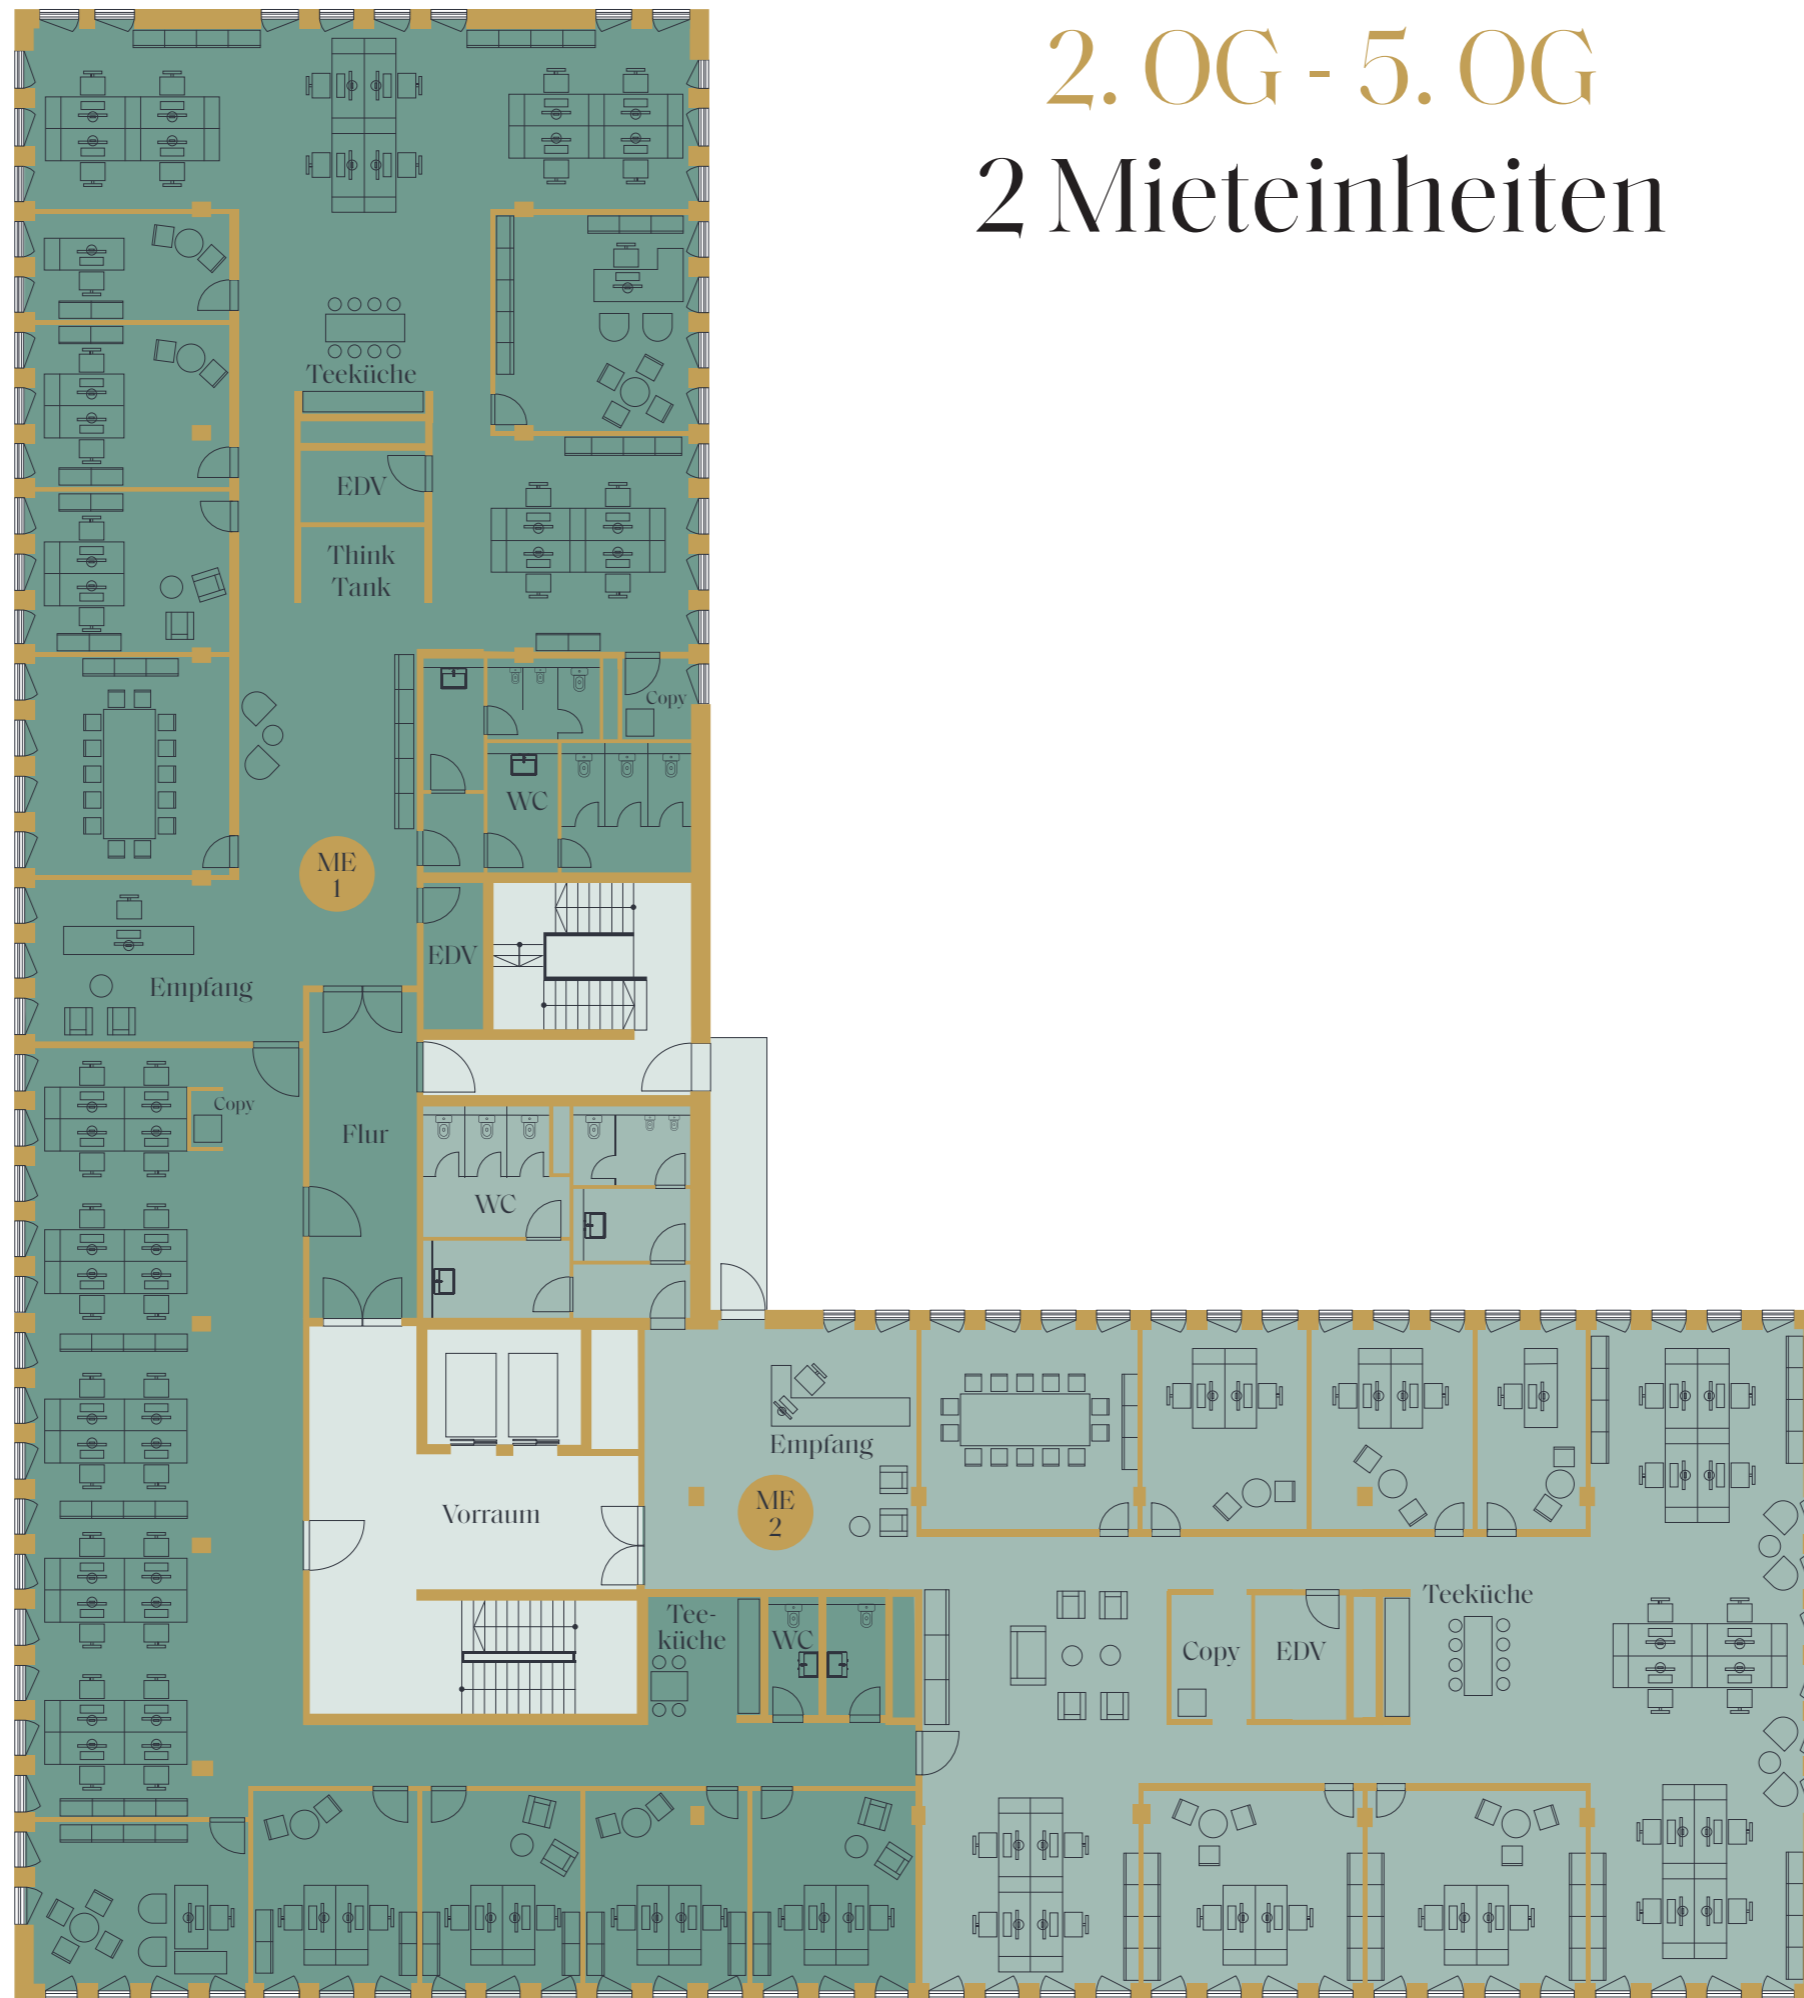 2. OG - 5. OG
2 Mieteinheiten
Teeküche
EDV
Think
Tank
Copy
WC
ME
1
EDV
Empfang
Copy
Flur
WC
Empfang
ME
2
Vorraum
Teeküche
Tee-
küche
WC
Copy
EDV